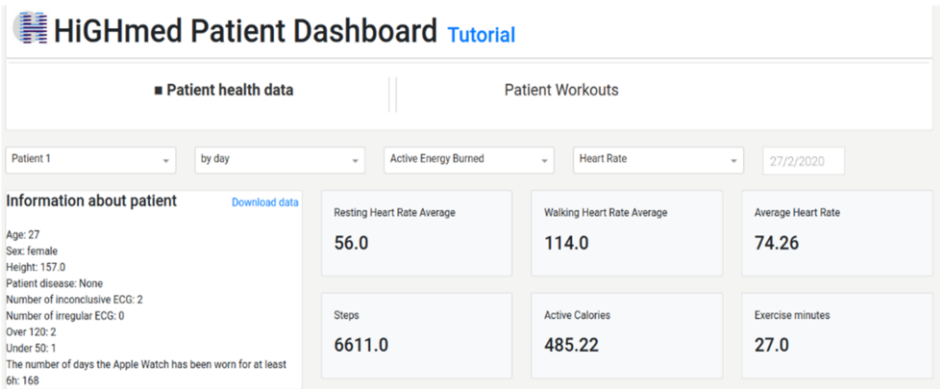 HiGHmed Patient Dashboard Tutorial
■ Patient health data
Patient Workouts
Patient 1
by day
Active Energy Burned
Heart Rate
27/2/2020
Information about patient
Download data
Age: 27
Sex: female
Height: 157.0
Patient disease: None
Number of inconclusive ECG: 2
Number of irregular ECG: 0
Over 120: 2
Under 50: 1
The number of days the Apple Watch has been worn for at least
6h: 168
Resting Heart Rate Average
56.0
Walking Heart Rate Average
114.0
Average Heart Rate
74.26
Steps
6611.0
Active Calories
485.22
Exercise minutes
27.0